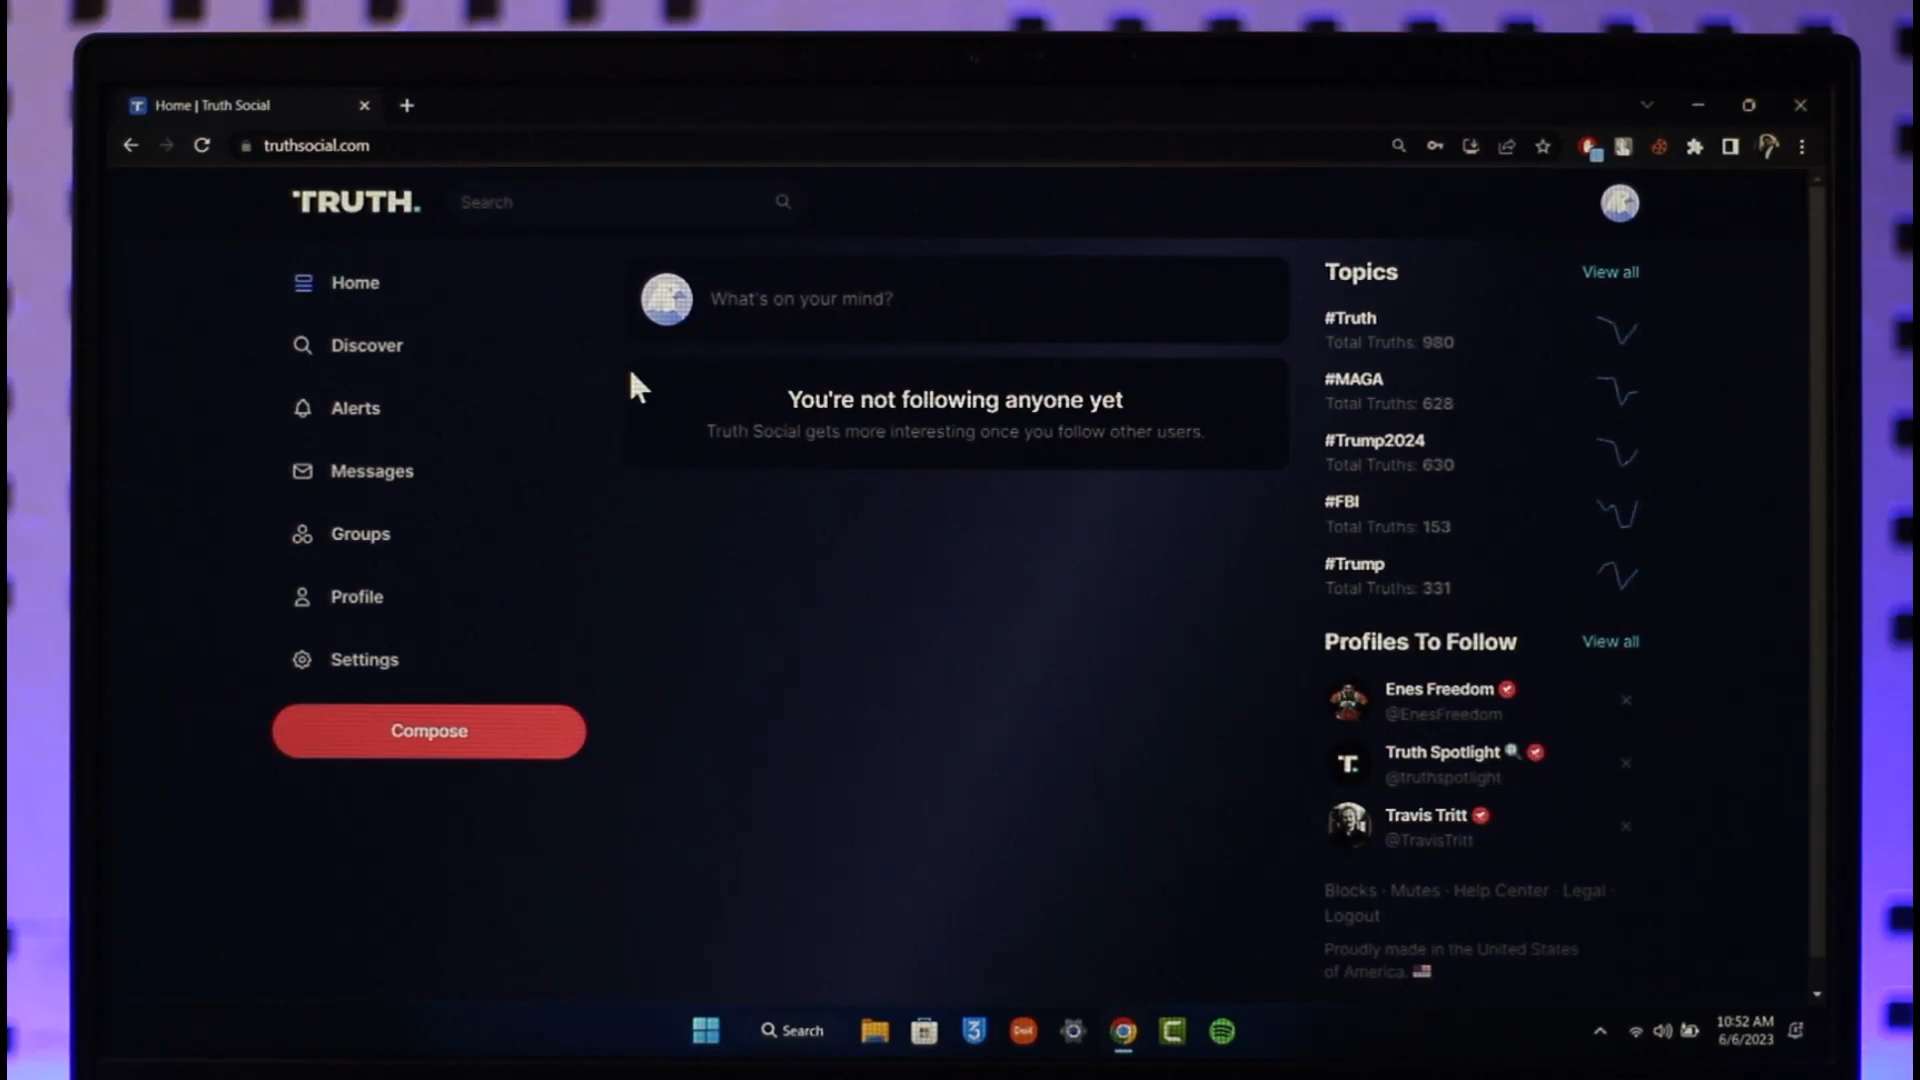 Home | Truth Social
truthsocial.com
TRUTH.
Search
Home
Discover
Alerts
Messages
Groups
Profile
Settings
Compose
What's on your mind?
You're not following anyone yet
Truth Social gets more interesting once you follow other users.
Topics
View all
#Truth
Total Truths: 980
#MAGA
Total Truths: 628
#Trump2024
Total Truths: 630
#FBI
Total Truths: 153
#Trump
Total Truths: 331
Profiles To Follow
View all
Enes Freedom
@EnesFreedom
T.
Truth Spotlight
@truthspotlight
Travis Tritt
@TravisTritt
Blocks · Mutes · Help Center · Legal ·
Logout
Proudly made in the United States
of America.
Search
10:52 AM
6/6/2023